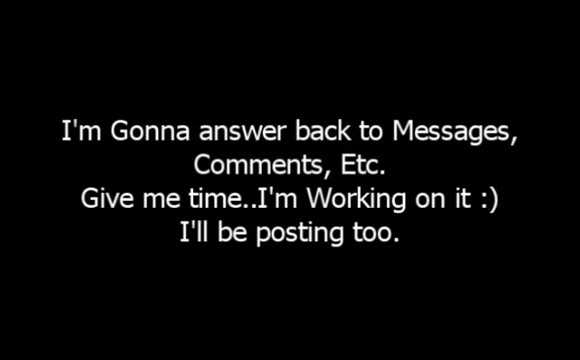 I'm Gonna answer back to Messages,
Comments, Etc.
Give me time..I'm Working on it :)
I'll be posting too.